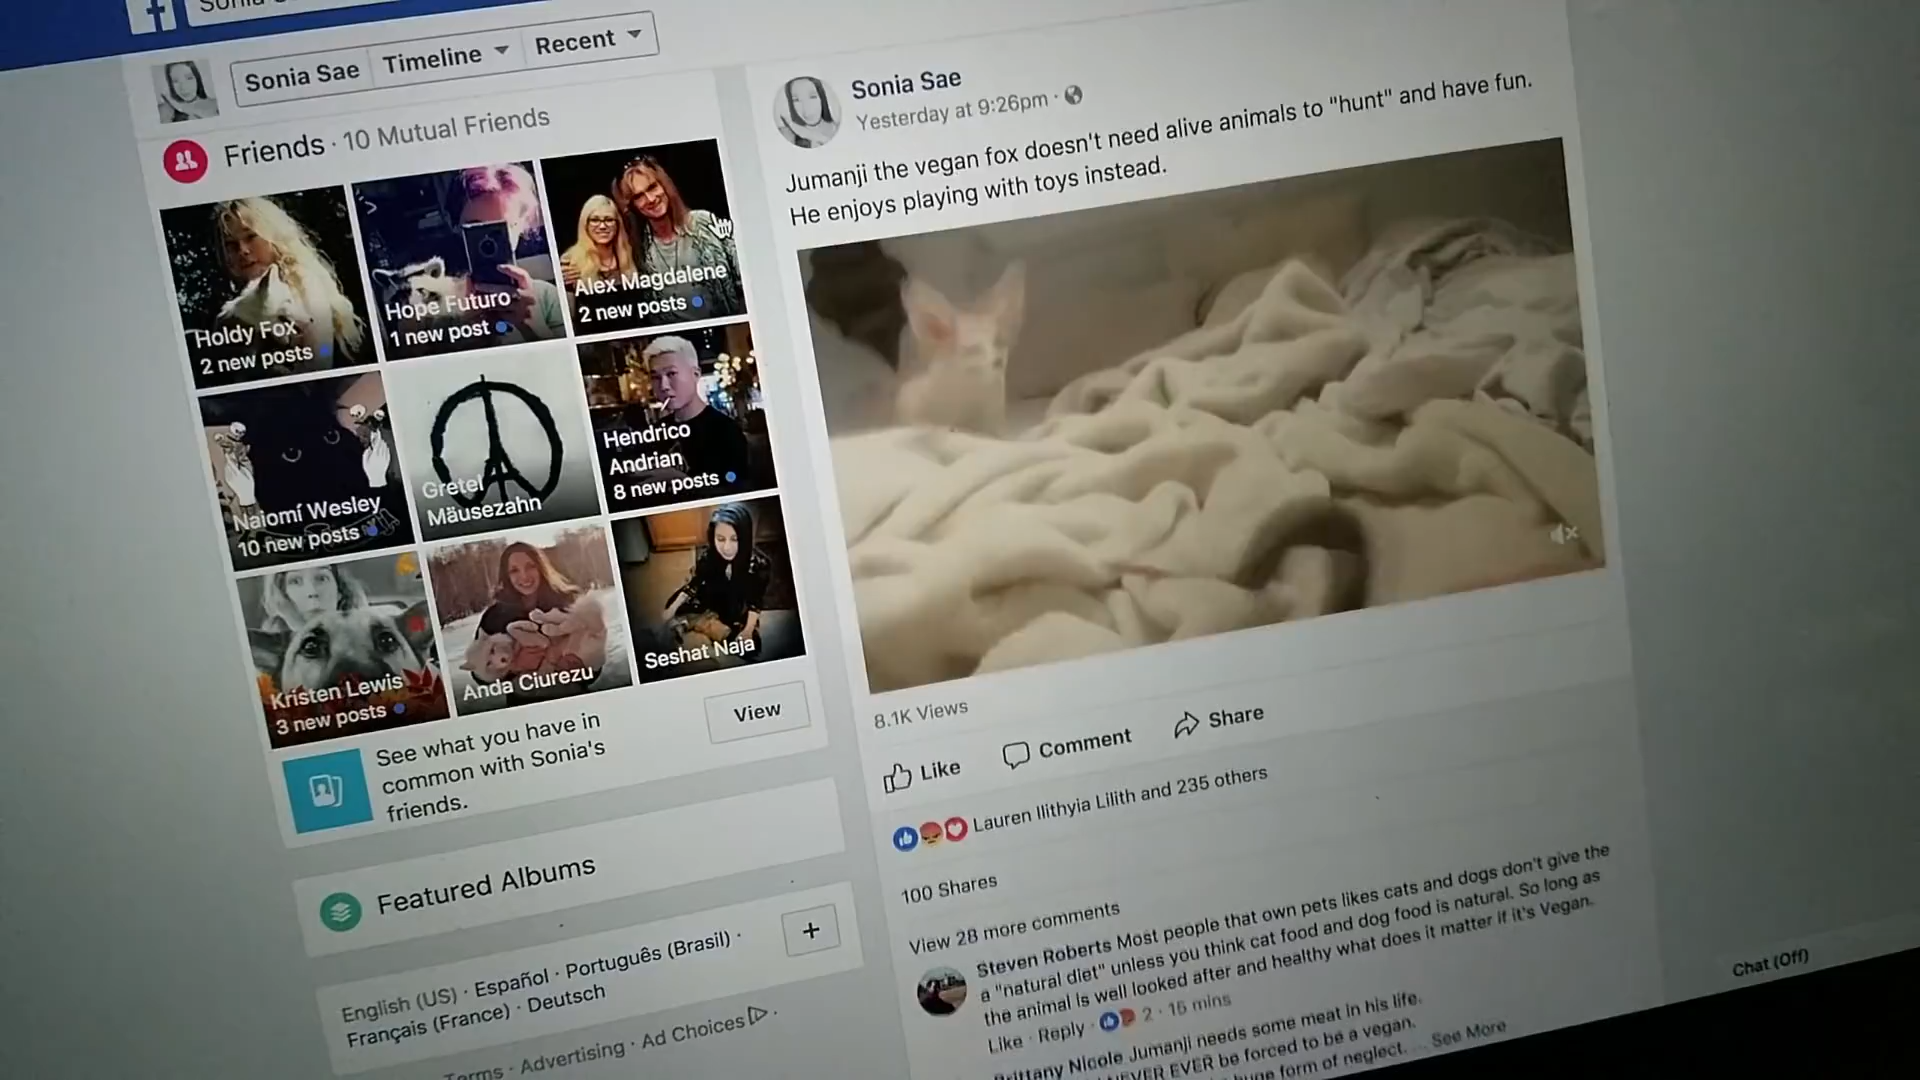 Sonia Sae Timeline Recent
Friends · 10 Mutual Friends
Holdy Fox
2 new posts
Hope Futuro
1 new post
Alex Magdalene
2 new posts
Naiomí Wesley
10 new posts
Gretel
Mäusezahn
Hendrico
Andrian
8 new posts
Kristen Lewis
3 new posts
Anda Ciurezu
Seshat Naja
See what you have in
common with Sonia's
friends.
View
Featured Albums
+
English (US) · Español · Português (Brasil) ·
Français (France) · Deutsch
Terms · Advertising · Ad Choices ·
Sonia Sae
Yesterday at 9:26pm ·
Jumanji the vegan fox doesn't need alive animals to "hunt" and have fun.
He enjoys playing with toys instead.
8.1K Views
Like Comment Share
Lauren Ilithyia Lilith and 235 others
100 Shares
View 28 more comments
Steven Roberts Most people that own pets likes cats and dogs don't give the
a "natural diet" unless you think cat food and dog food is natural. So long as
the animal is well looked after and healthy what does it matter if it's Vegan.
Like · Reply · 2 · 15 mins
Brittany Nicole Jumanji needs some meat in his life.
NEVER EVER be forced to be a vegan.
huge form of neglect. ... See More
Chat (Off)